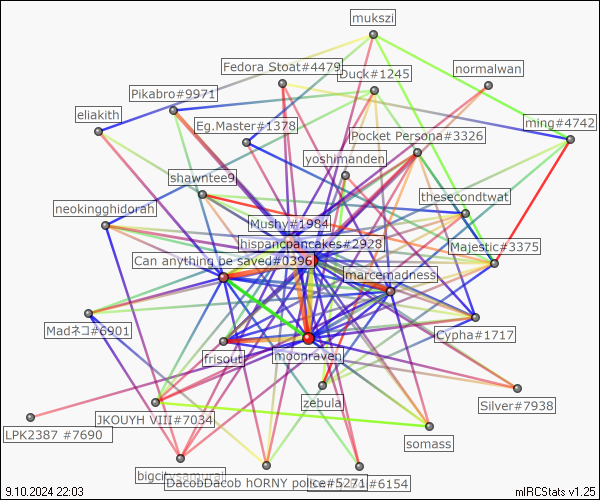 mukszi
Fedora Stoat#4479
Duck#1245
normalwan
Pikabro#9971
eliakith
Eg.Master#1378
ming#4742
Pocket Persona#3326
yoshimanden
shawntee9
thesecondtwat
neokingghidorah
Mushy#1984
hispancpancakes#2928
Majestic#3375
Can anything be saved#0396
marcemadness
Madネコ#6901
Cypha#1717
frisout
moonraven
zebula
Silver#7938
JKOUYH VIII#7034
LPK2387 #7690
somass
bigcitysamurai
DacobDacob hORNY police#5271
#6154
9.10.2024 22:03
mIRCStats v1.25